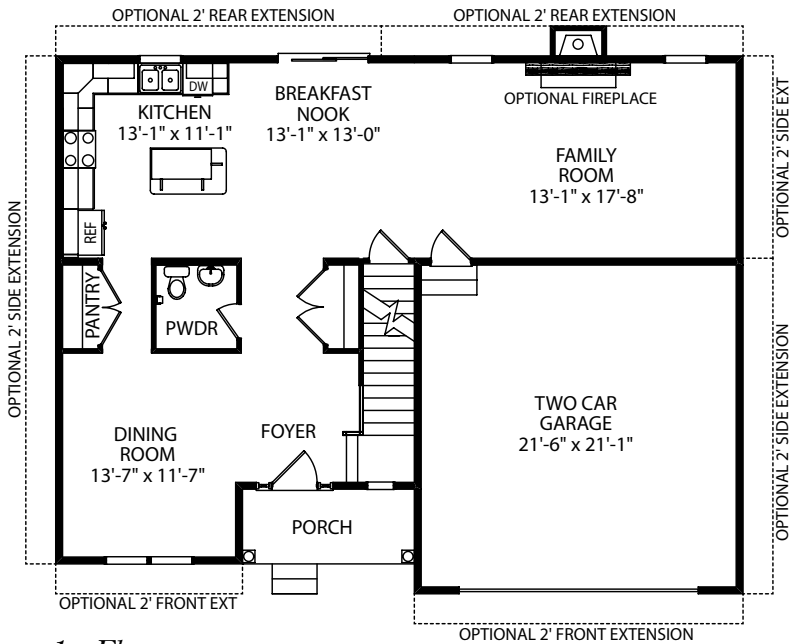 OPTIONAL 2' REAR EXTENSION
OPTIONAL 2' REAR EXTENSION
DW
KITCHEN
13'-1" x 11'-1"
BREAKFAST
NOOK
13'-1" x 13'-0"
OPTIONAL FIREPLACE
FAMILY
ROOM
13'-1" x 17'-8"
OPTIONAL 2' SIDE EXT
OPTIONAL 2' SIDE EXTENSION
REF
PANTRY
PWDR
DINING
ROOM
13'-7" x 11'-7"
FOYER
TWO CAR
GARAGE
21'-6" x 21'-1"
OPTIONAL 2' SIDE EXTENSION
PORCH
OPTIONAL 2' FRONT EXT
OPTIONAL 2' FRONT EXTENSION